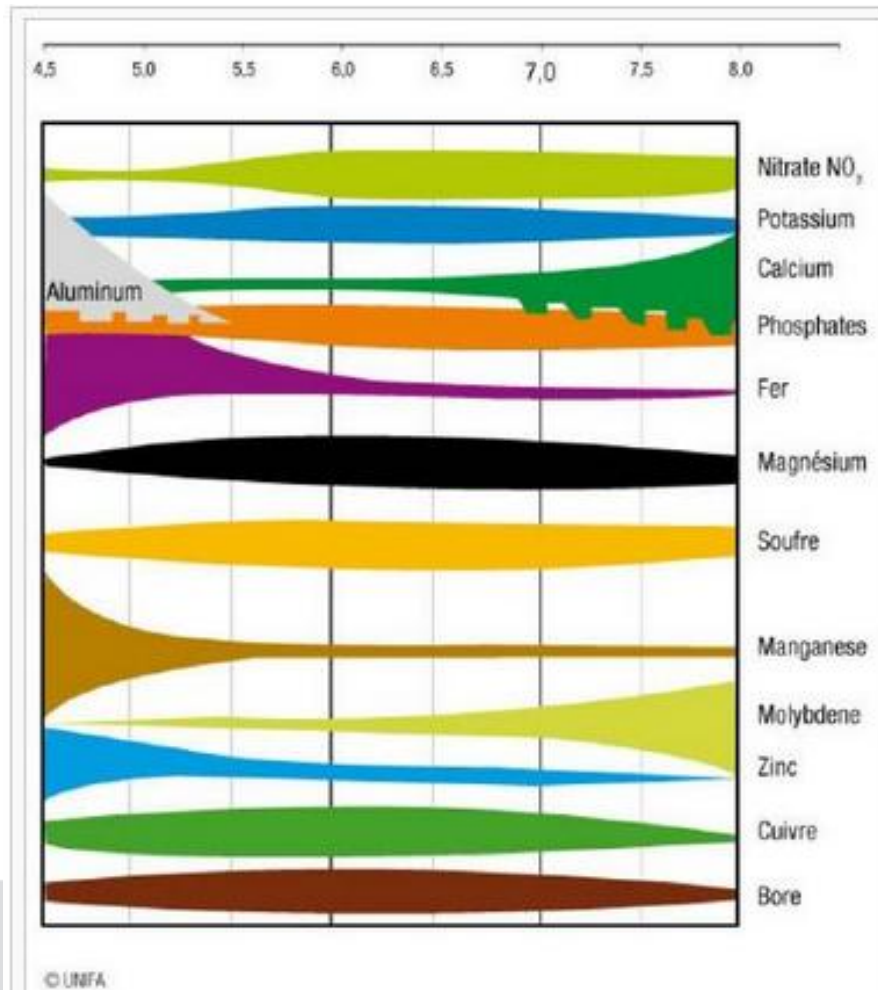 4,5 5.0 5,5 6,0 6,5 7,0 7,5 8,0
Nitrate NO3
Potassium
Calcium
Aluminum
Phosphates
Fer
Magnésium
Soufre
Manganese
Molybdene
Zinc
Cuivre
Bore
© UNIFA